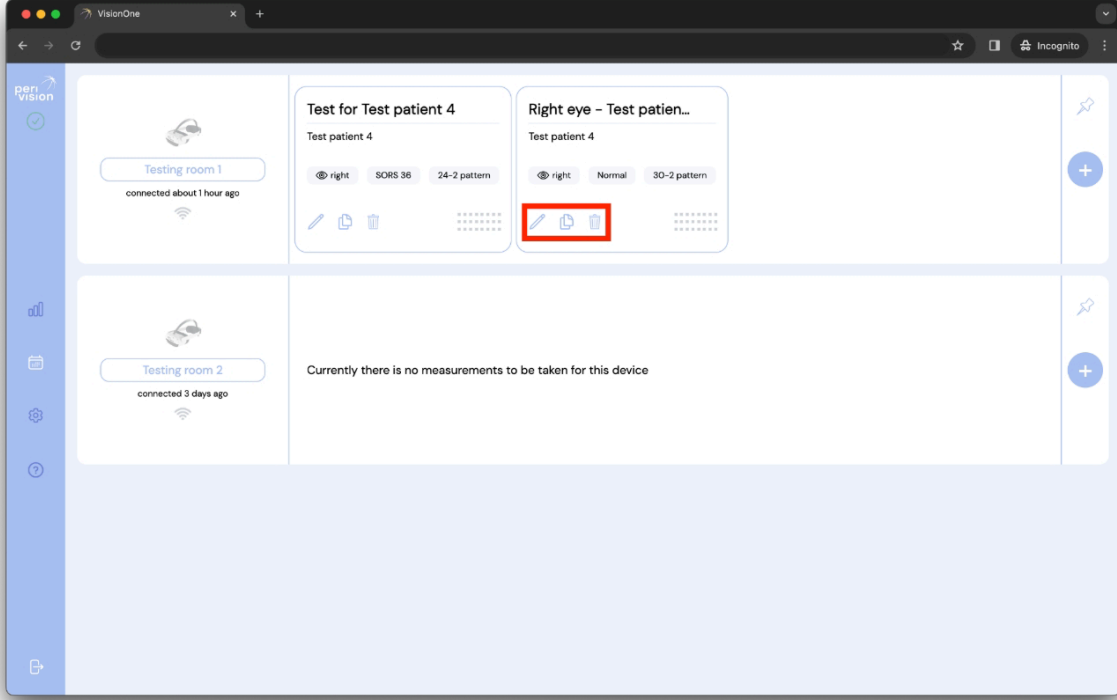 VisionOne
Incognito
peri
vision
Testing room 1
connected about 1 hour ago
Test for Test patient 4
Test patient 4
right
SORS 36
24-2 pattern
Right eye - Test patien...
Test patient 4
right
Normal
30-2 pattern
Testing room 2
connected 3 days ago
Currently there is no measurements to be taken for this device